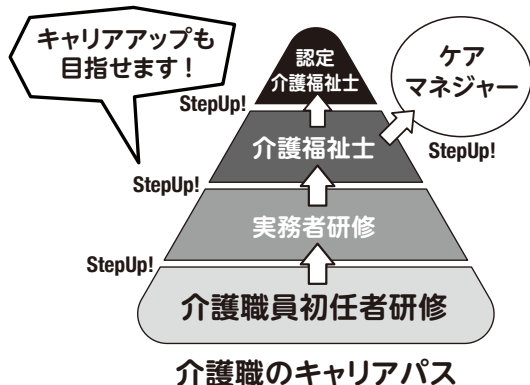 キャリアアップも
目指せます！
認定
介護福祉士
ケア
マネジャー
StepUp!
介護福祉士
StepUp!
StepUp!
実務者研修
StepUp!
介護職員初任者研修
介護職のキャリアパス